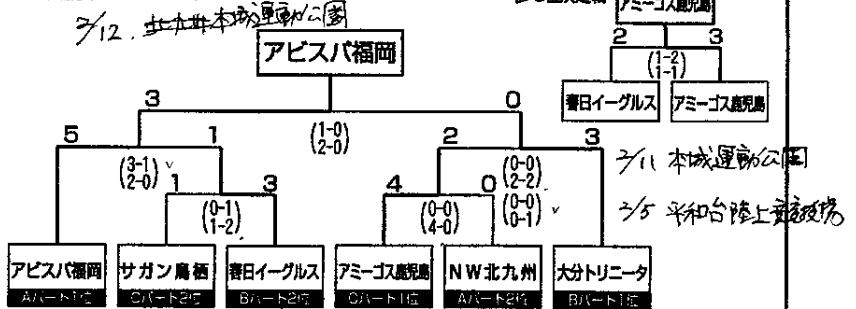 アミーゴス鹿児島
2/12. 本城運動公園
アビスパ福岡
2 3
(1-2
1-1)
春日イーグルス アミーゴス鹿児島
3 0
(1-0
2-0)
5 1 2 3
(3-1
2-0)
(0-0
2-2)
(0-0
0-1)
2/11 本城運動公園
1 3 4 0
(0-1
1-2)
(0-0
4-0)
2/5 平和台陸上競技場
アビスパ福岡 サガン鳥栖 春日イーグルス アミーゴス鹿児島 NW北九州 大分トリニータ
Aパート1位 Cパート2位 Bパート2位 Cパート1位 Aパート2位 Bパート1位